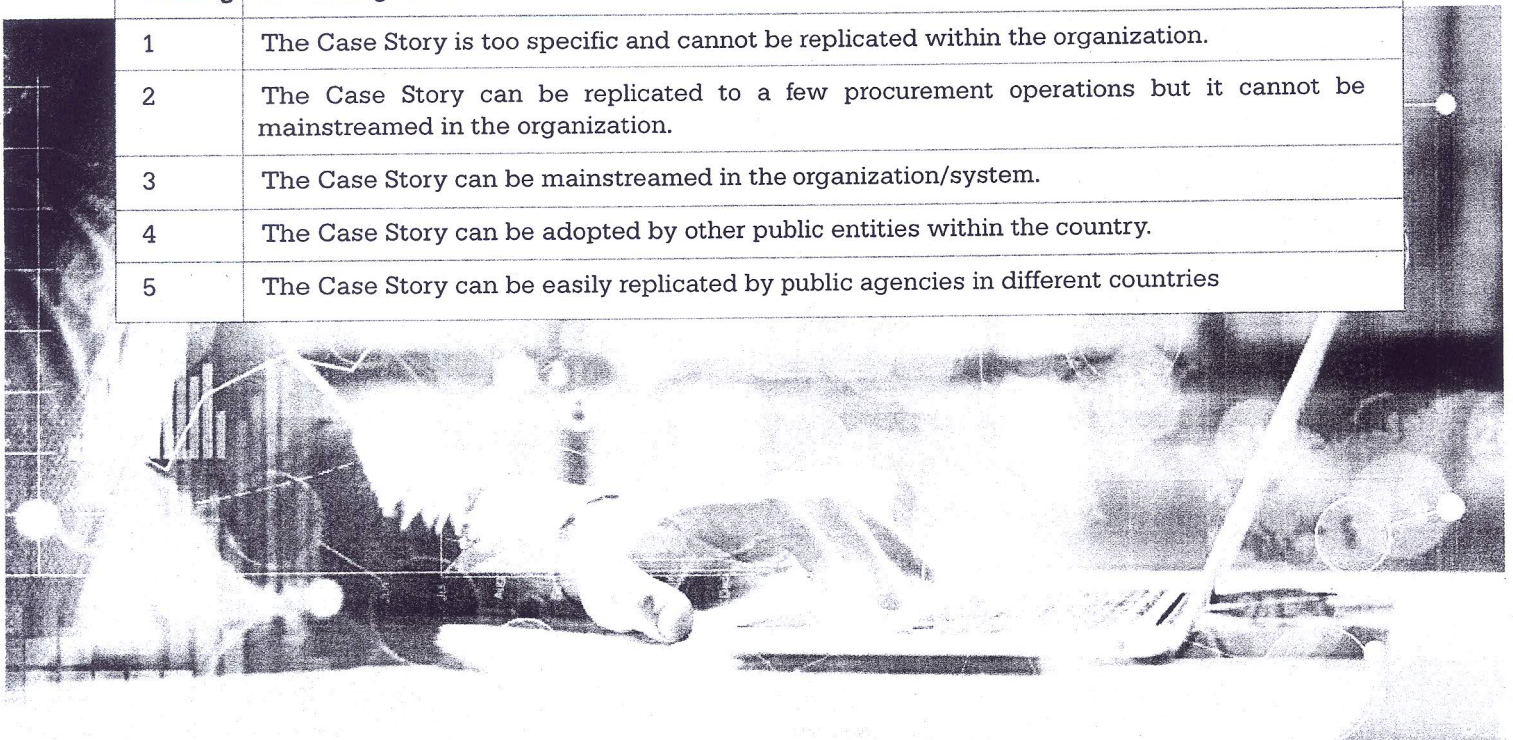 1 The Case Story is too specific and cannot be replicated within the organization.
2 The Case Story can be replicated to a few procurement operations but it cannot be
mainstreamed in the organization.
3 The Case Story can be mainstreamed in the organization/system.
4 The Case Story can be adopted by other public entities within the country.
5 The Case Story can be easily replicated by public agencies in different countries